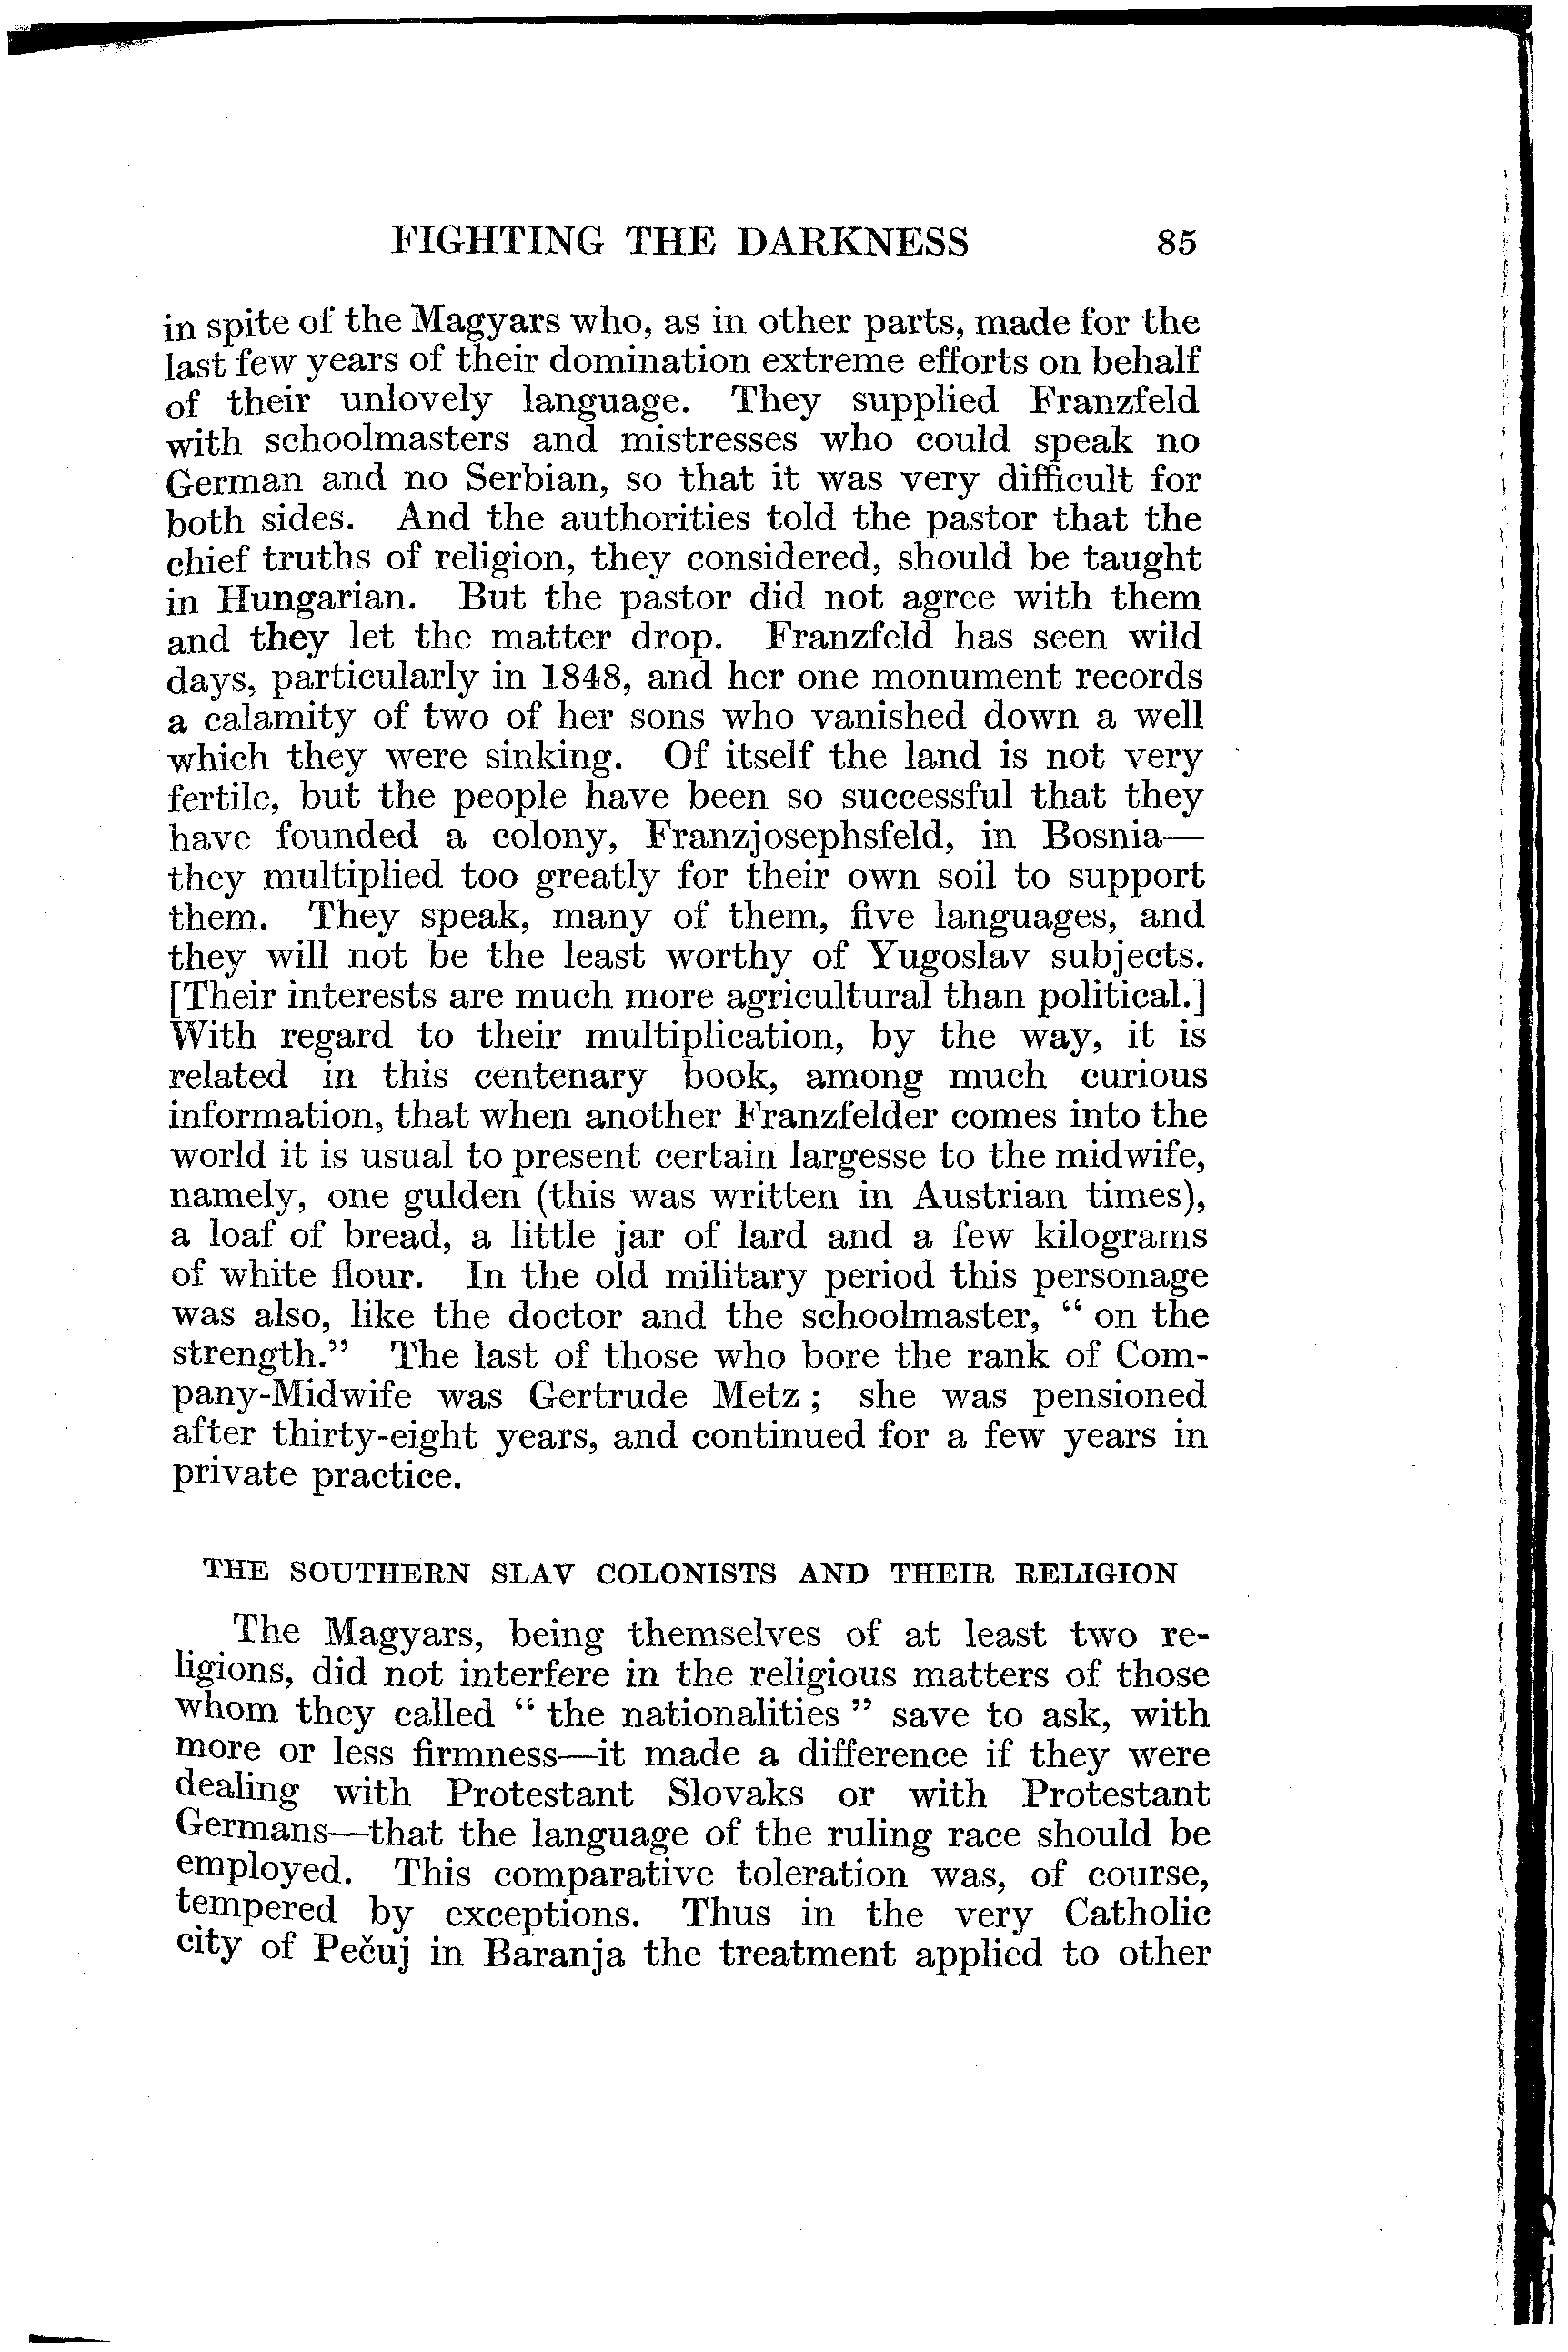 FIGHTING THE DARKNESS 85
in spite of the Magyars who, as in other parts, made for the
last few years of their domination extreme efforts on behalf
of their unlovely language. They supplied Franzfeld
with schoolmasters and mistresses who could speak no
German and no Serbian, so that it was very difficult for
both sides. And the authorities told the pastor that the
chief truths of religion, they considered, should be taught
in Hungarian. But the pastor did not agree with them
and they let the matter drop. Franzfeld has seen wild
days, particularly in 1848, and her one monument records
a calamity of two of her sons who vanished down a well
which they were sinking. Of itself the land is not very
fertile, but the people have been so successful that they
have founded a colony, Franzjosephsfeld, in Bosnia—
they multiplied too greatly for their own soil to support
them. They speak, many of them, five languages, and
they will not be the least worthy of Yugoslav subjects.
[Their interests are much more agricultural than political.]
With regard to their multiplication, by the way, it is
related in this centenary book, among much curious
information, that when another Franzfelder comes into the
world it is usual to present certain largesse to the midwife,
namely, one gulden (this was written in Austrian times),
a loaf of bread, a little jar of lard and a few kilograms
of white flour. In the old military period this personage
was also, like the doctor and the schoolmaster, “ on the
strength.” The last of those who bore the rank of Com-
pany-Midwife was Gertrude Metz ; she was pensioned
after thirty-eight years, and continued for a few years in
private practice.
THE SOUTHERN SLAV COLONISTS AND THEIR RELIGION
The Magyars, being themselves of at least two re-
ligions, did not interfere in the religious matters of those
whom they called “ the nationalities ” save to ask, with
more or less firmness—it made a difference if they were
dealing with Protestant Slovaks or with Protestant
Germans—that the language of the ruling race should be
employed. This comparative toleration was, of course,
tempered by exceptions. Thus in the very Catholic
city of Pečuj in Baranja the treatment applied to other